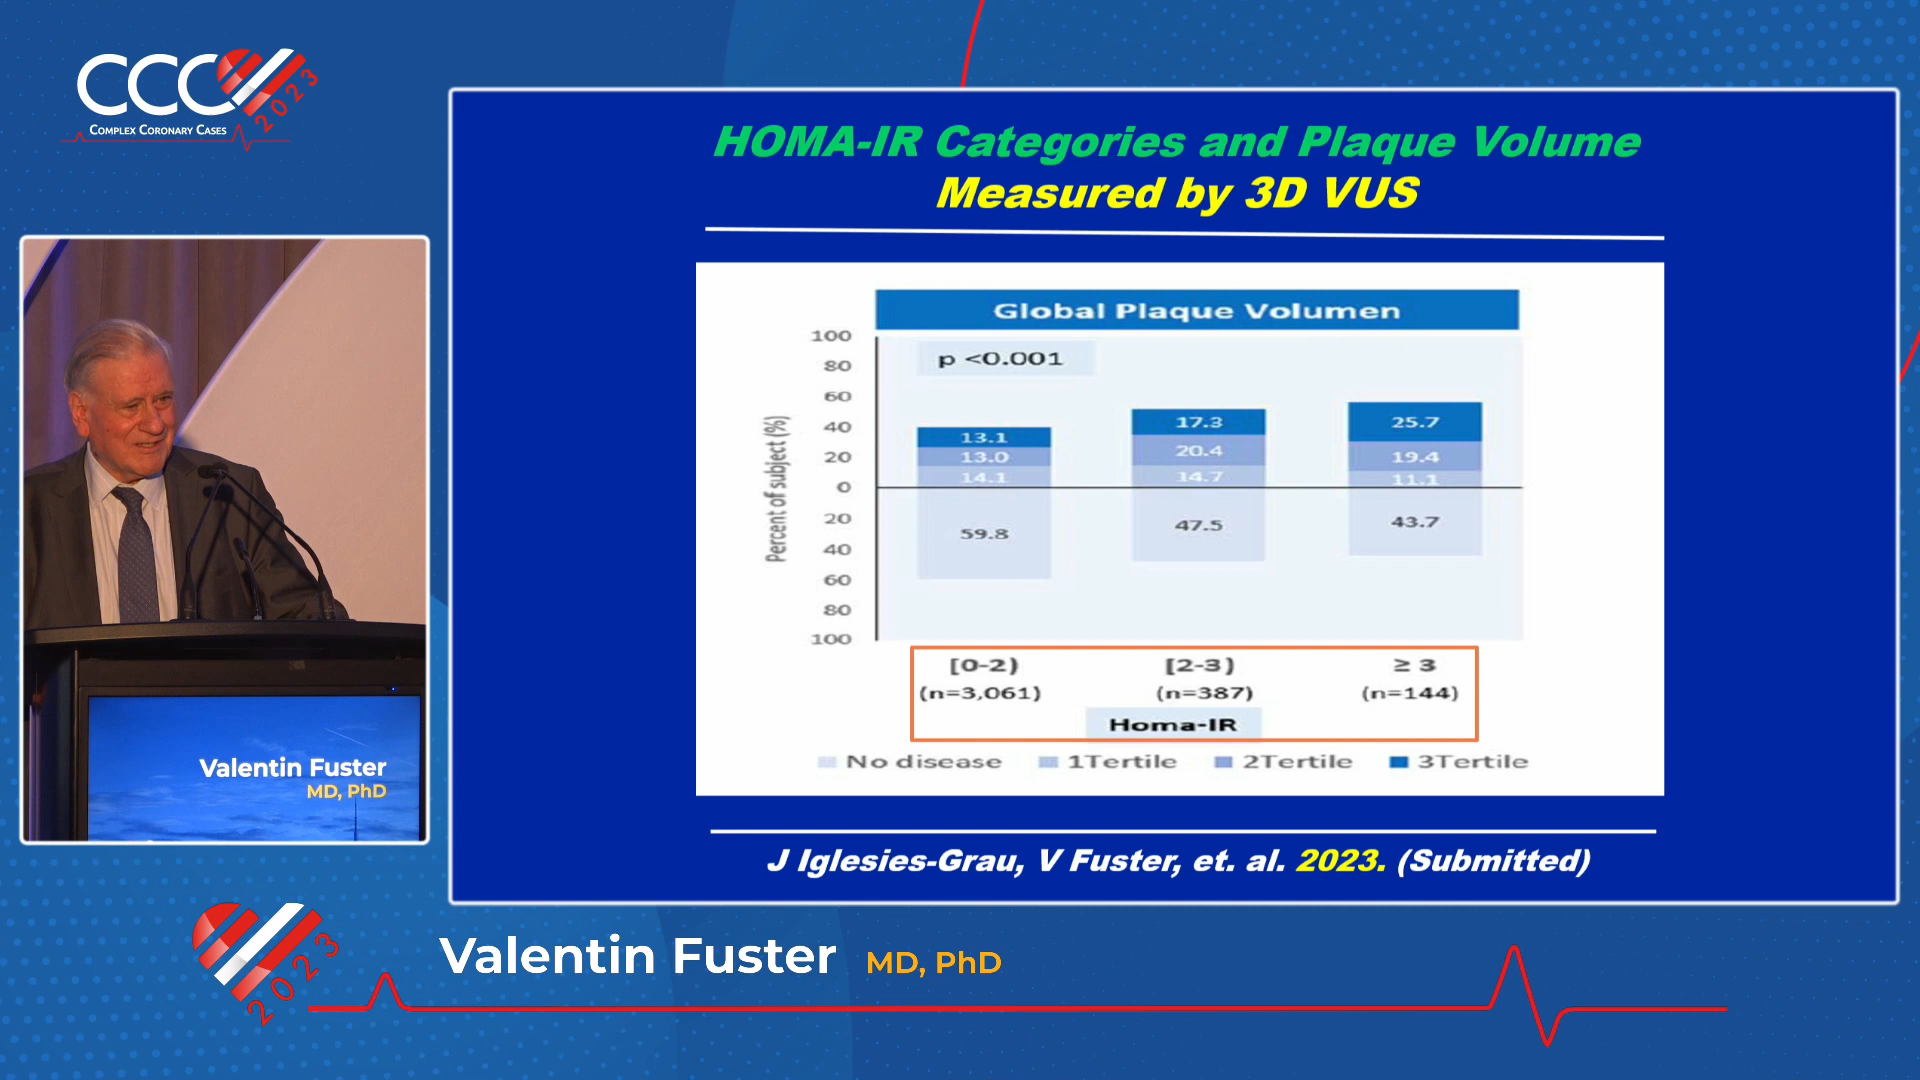 CCC
2023
COMPLEX CORONARY CASES
HOMA-IR Categories and Plaque Volume
Measured by 3D VUS
Global Plaque Volumen
p <0.001
Percent of subject (%)
100
80
60
40
20
0
20
40
60
80
100
13.1
13.0
14.1
59.8
17.3
20.4
14.7
47.5
25.7
19.4
11.1
43.7
[0-2) [2-3) ≥ 3
(n=3,061) (n=387) (n=144)
Homa-IR
No disease 1Tertile 2Tertile 3Tertile
J Iglesies-Grau, V Fuster, et. al. 2023. (Submitted)
Valentin Fuster
MD, PhD
2023
Valentin Fuster MD, PhD